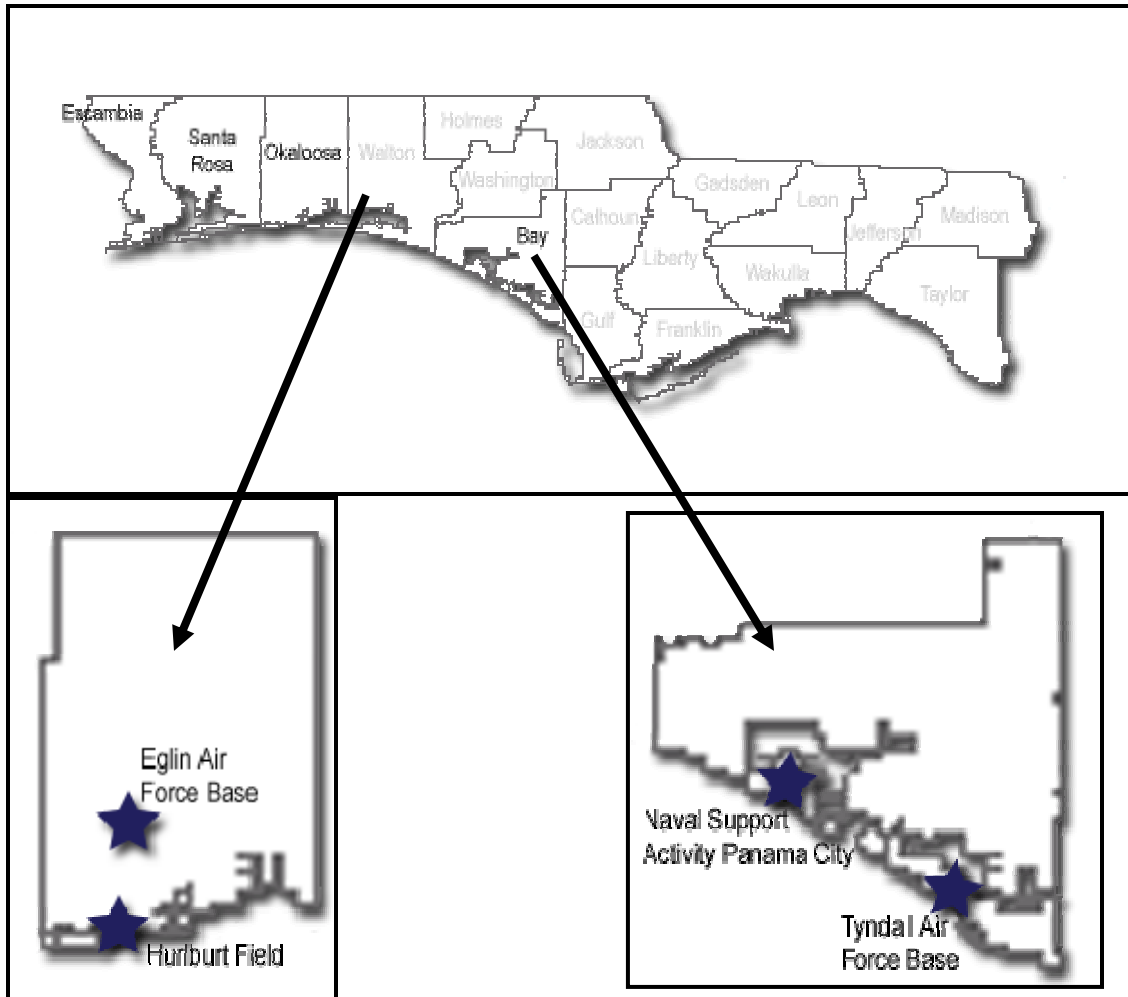 Escambia
Santa
Rosa
Okaloosa
Walton
Holmes
Washington
Jackson
Bay
Calhoun
Gulf
Liberty
Franklin
Gadsden
Leon
Wakulla
Jefferson
Madison
Taylor
Eglin Air
Force Base
Hurlburt Field
Naval Support
Activity Panama City
Tyndall Air
Force Base